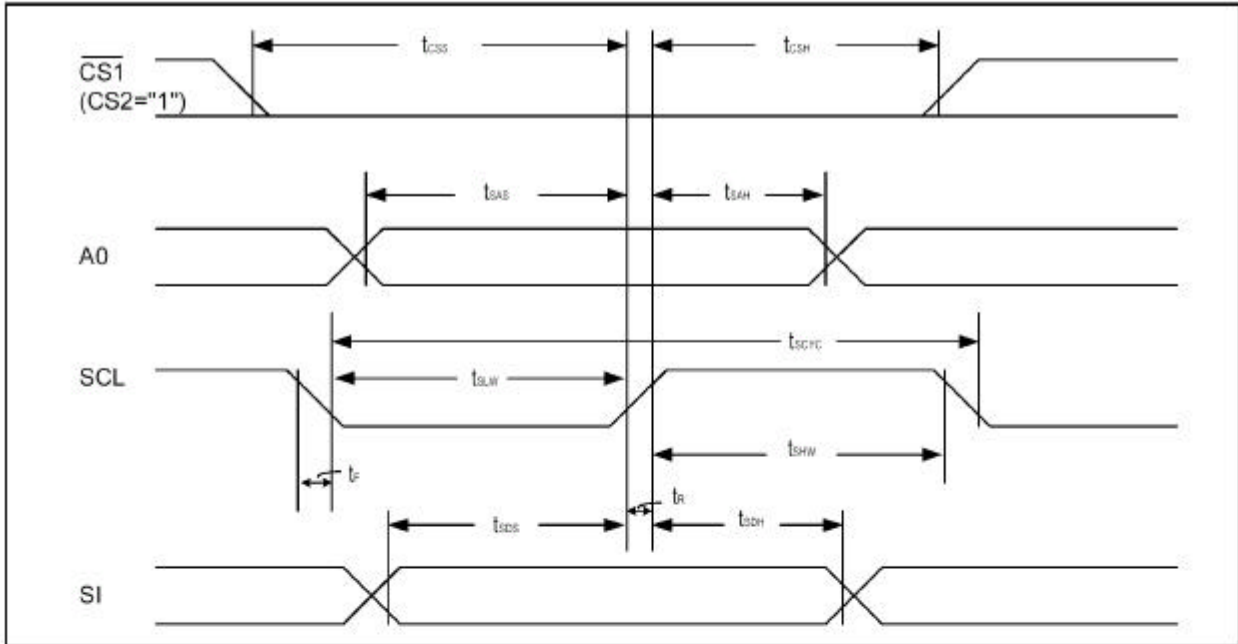 tCSS
tCSH
CS1
(CS2="1")
tSAS
tSAH
A0
tSCYC
SCL
tSLW
tSHW
tF
tR
tSDS
tSDH
SI